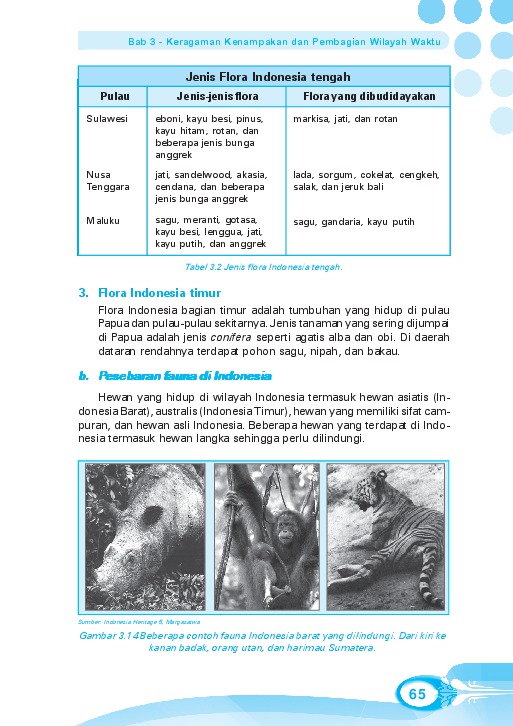 Bab 3 - Keragaman Kenampakan dan Pembagian Wilayah Waktu
Jenis Flora Indonesia tengah
Pulau
Jenis-jenis flora
Flora yang dibudidayakan
Sulawesi
eboni, kayu besi, pinus,
kayu hitam, rotan, dan
beberapa jenis bunga
anggrek
markisa, jati, dan rotan
Nusa
Tenggara
jati, sandelwood, akasia,
cendana, dan beberapa
jenis bunga anggrek
lada, sorgum, cokelat, cengkeh,
salak, dan jeruk bali
Maluku
sagu, meranti, gotasa,
kayu besi, lenggua, jati,
kayu putih, dan anggrek
sagu, gandaria, kayu putih
Tabel 3.2 Jenis flora Indonesia tengah.
3. Flora Indonesia timur
Flora Indonesia bagian timur adalah tumbuhan yang hidup di pulau
Papua dan pulau-pulau sekitarnya. Jenis tanaman yang sering dijumpai
di Papua adalah jenis conifera seperti agatis alba dan obi. Di daerah
dataran rendahnya terdapat pohon sagu, nipah, dan bakau.
b. Pesebaran fauna di Indonesia
Hewan yang hidup di wilayah Indonesia termasuk hewan asiatis (In-
donesia Barat), australis (Indonesia Timur), hewan yang memiliki sifat cam-
puran, dan hewan asli Indonesia. Beberapa hewan yang terdapat di Indo-
nesia termasuk hewan langka sehingga perlu dilindungi.
Sumber: Indonesia Heritage 5, Margasatwa
Gambar 3.14 Beberapa contoh fauna Indonesia barat yang dilindungi. Dari kiri ke
kanan badak, orang utan, dan harimau Sumatera.
65